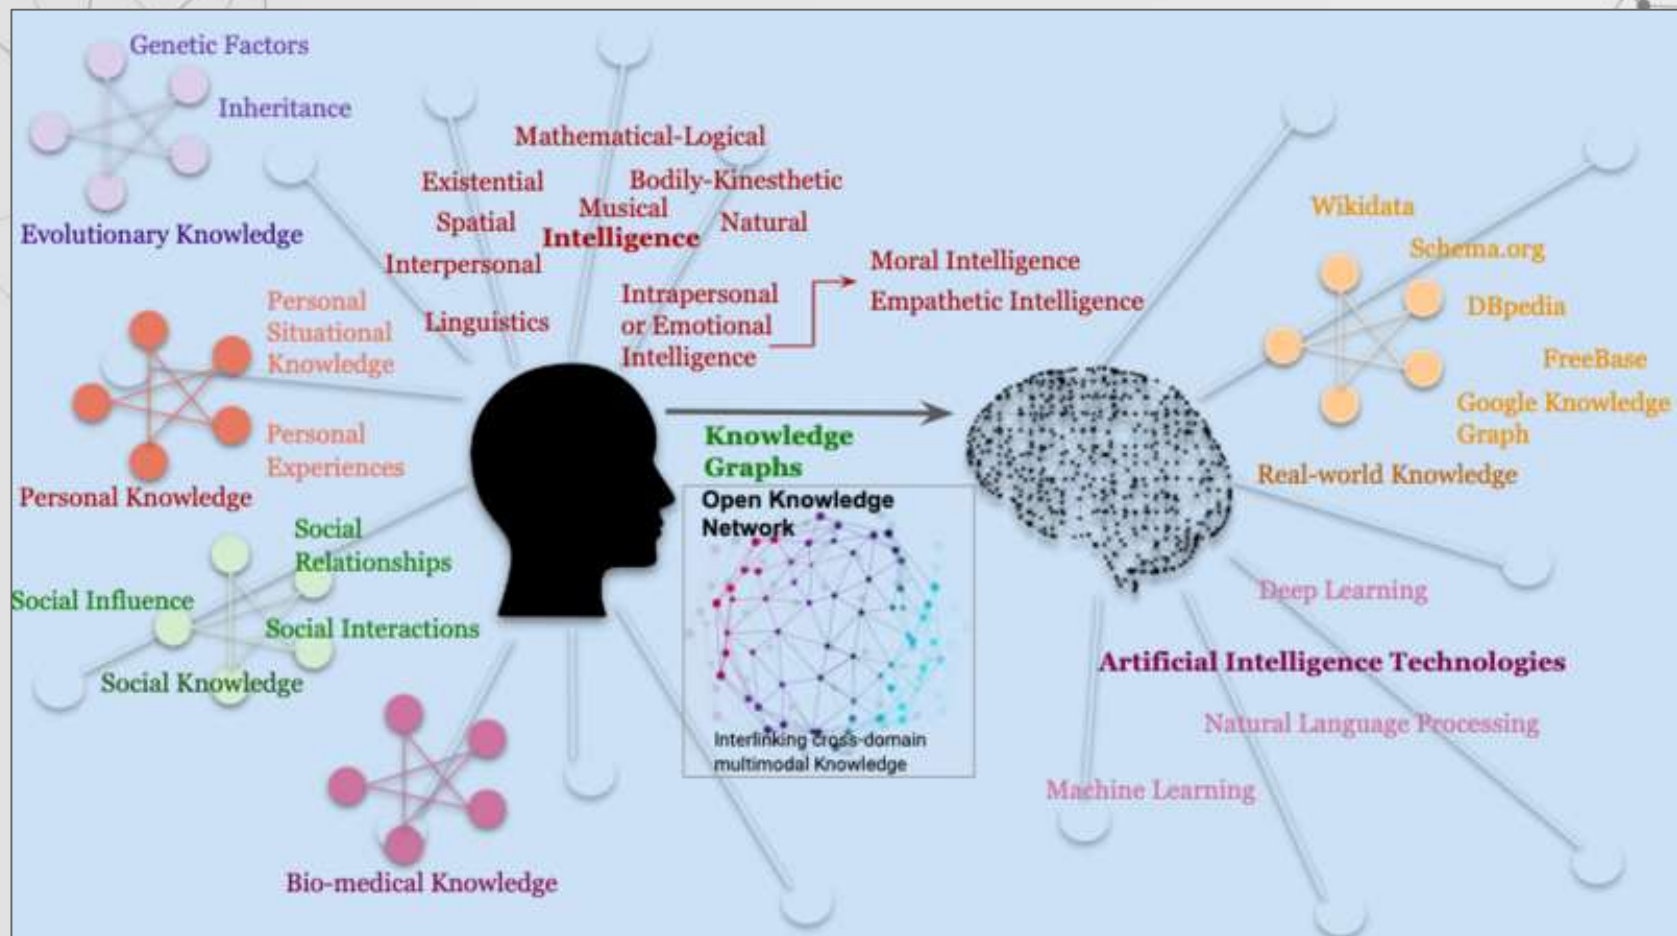 Genetic Factors
Inheritance
Evolutionary Knowledge
Mathematical-Logical
Existential
Bodily-Kinesthetic
Musical
Spatial
Natural
Intelligence
Interpersonal
Linguistics
Intrapersonal
or Emotional
Intelligence
Moral Intelligence
Empathetic Intelligence
Personal
Situational
Knowledge
Personal
Experiences
Personal Knowledge
Social
Relationships
Social Influence
Social Interactions
Social Knowledge
Bio-medical Knowledge
Knowledge
Graphs
Open Knowledge
Network
Interlinking cross-domain
multimodal Knowledge
Wikidata
Schema.org
DBpedia
FreeBase
Google Knowledge
Graph
Real-world Knowledge
Deep Learning
Artificial Intelligence Technologies
Natural Language Processing
Machine Learning